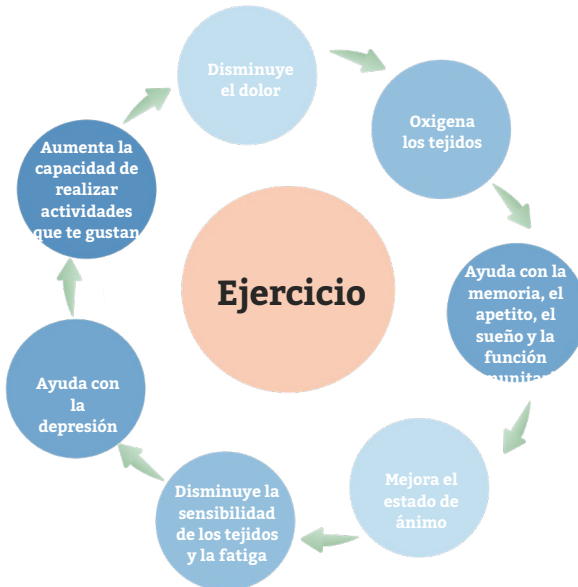 Disminuye
el dolor
Oxigena
los tejidos
Ayuda con la
memoria, el
apetito, el
sueño y la
función
Mejora el
estado de
ánimo
Disminuye la
sensibilidad
de los tejidos
y la fatiga
Ayuda con
la
depresión
Aumenta la
capacidad de
realizar
actividades
que te gustan
Ejercicio